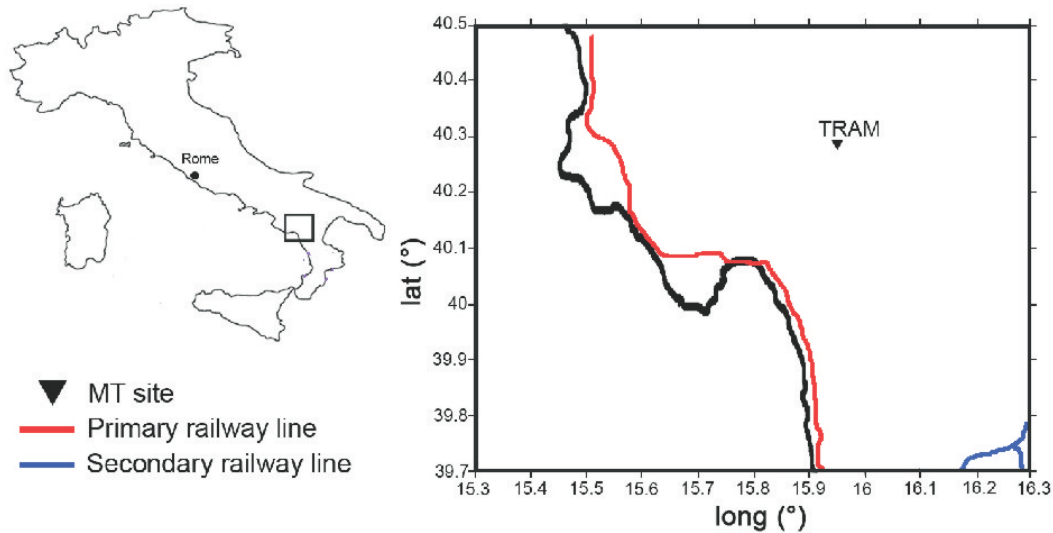 Rome
MT site
Primary railway line
Secondary railway line
40.5
40.4
40.3
40.2
40.1
40
39.9
39.8
39.7
lat (°)
TRAM
15.3 15.4 15.5 15.6 15.7 15.8 15.9 16 16.1 16.2 16.3
long (°)